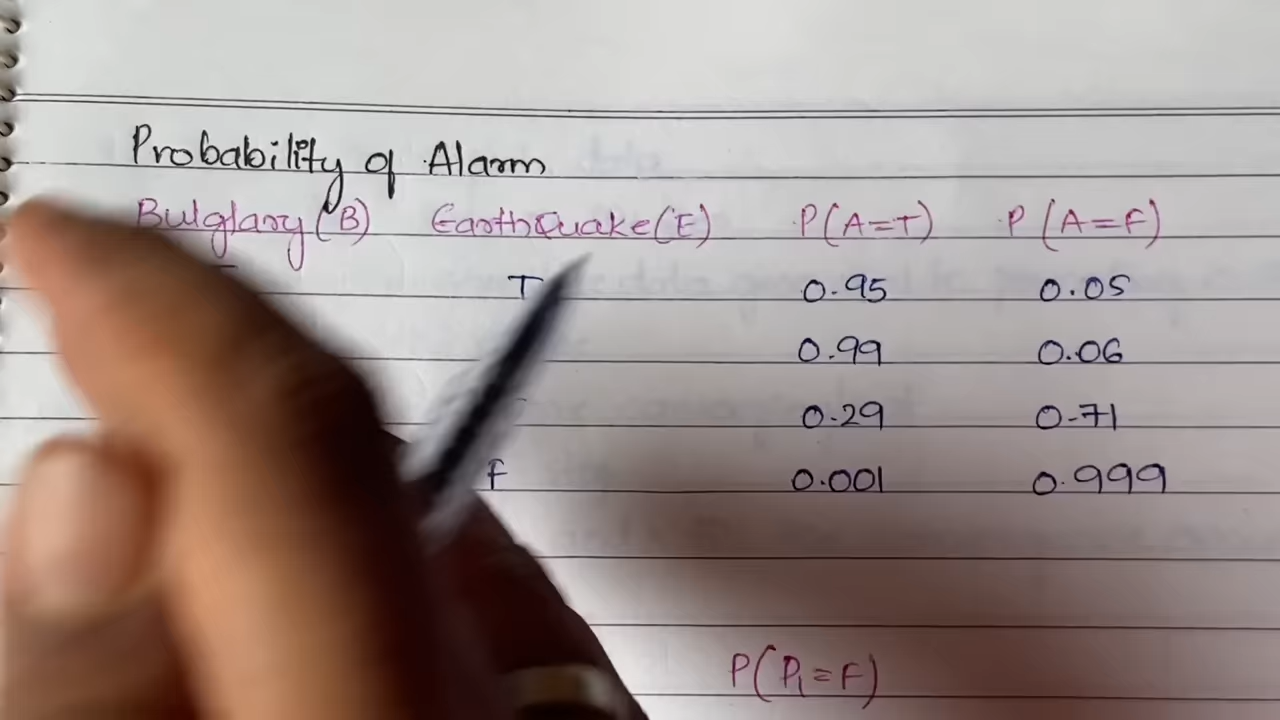 Probability of Alarm
Bulglary (B) Earthquake (E) P(A=T) P(A=F)
T 0.95 0.05
0.99 0.06
0.29 0.71
F 0.001 0.999
P(P1=F)